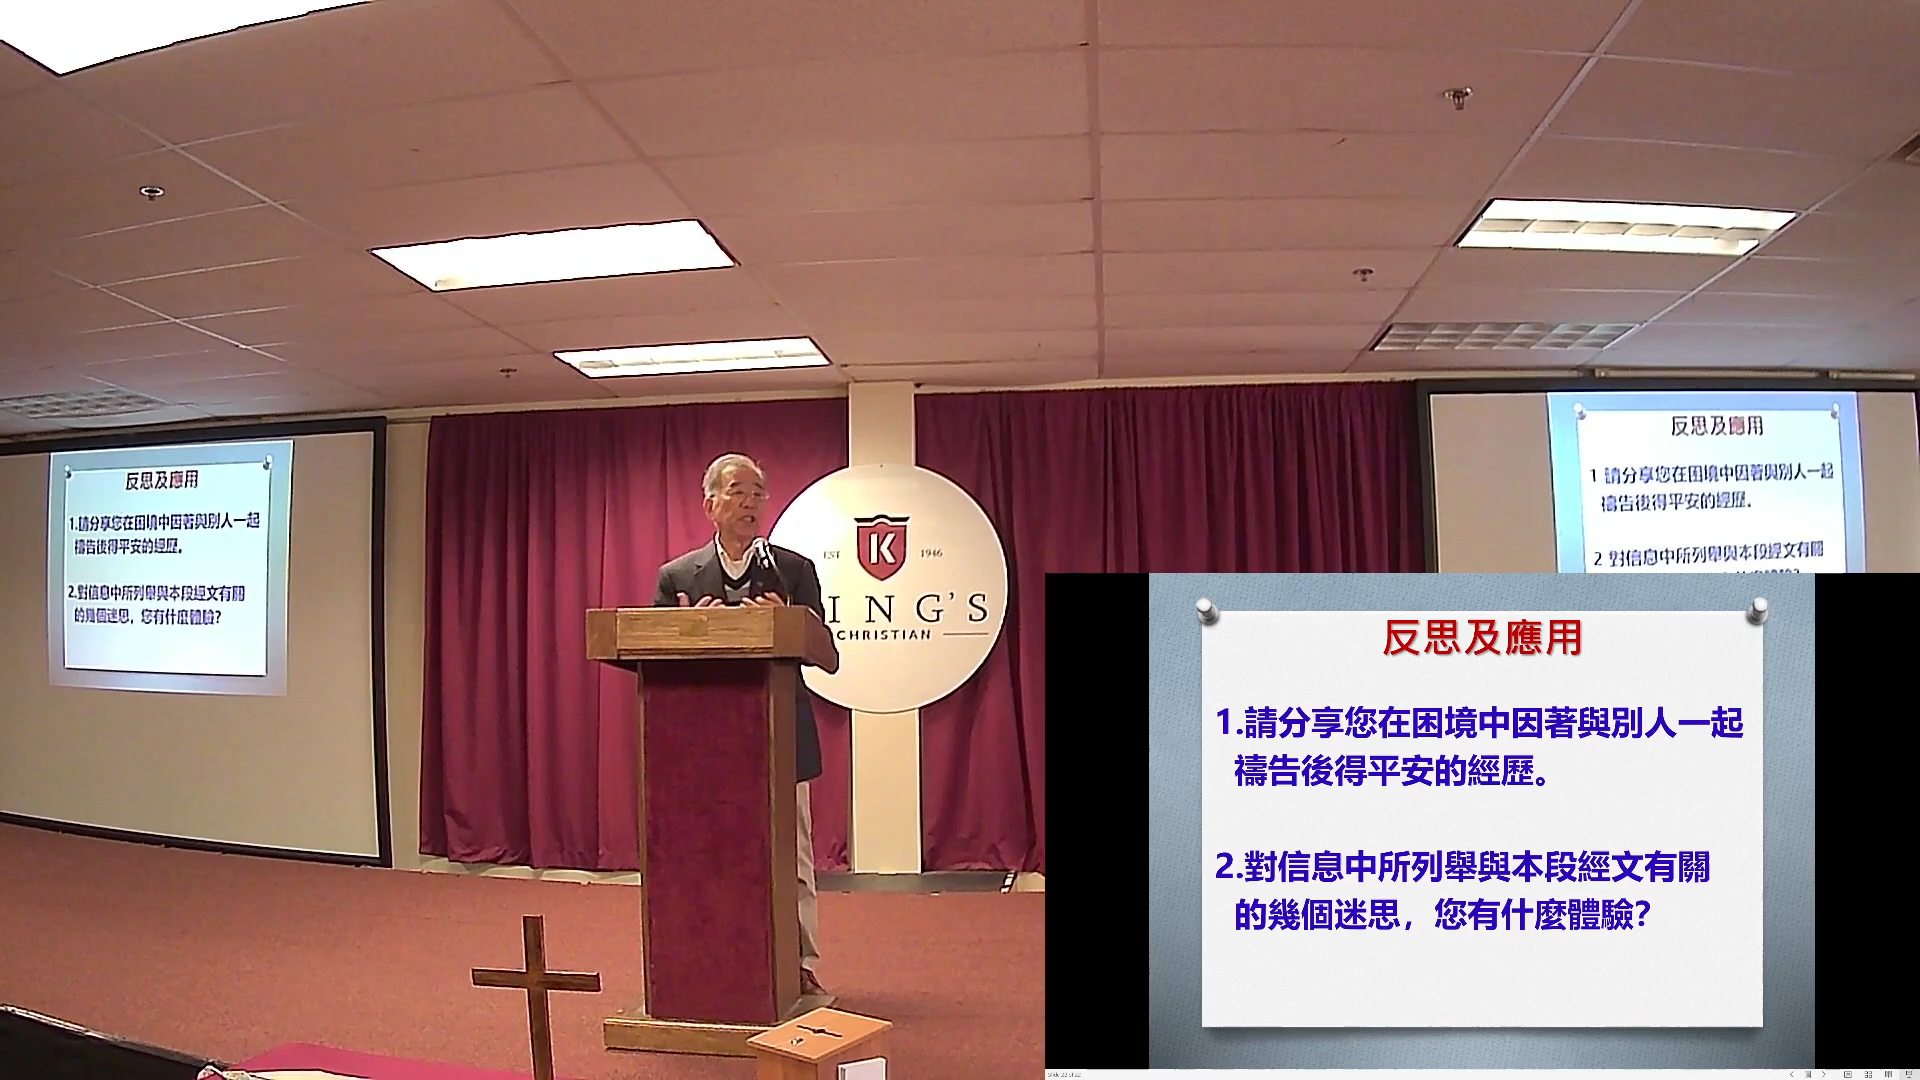 反思及應用
1.請分享您在困境中因著與別人一起
禱告後得平安的經歷。
2.對信息中所列舉與本段經文有關
的幾個迷思，您有什麼體驗?
EST
K
1946
ING'S
CHRISTIAN
反思及應用
1 請分享您在困境中因著與別人一起
禱告後得平安的經歷。
2 對信息中所列舉與本段經文有關
反思及應用
1.請分享您在困境中因著與別人一起
禱告後得平安的經歷。
2.對信息中所列舉與本段經文有關
的幾個迷思，您有什麼體驗?
Slide 22 of 22